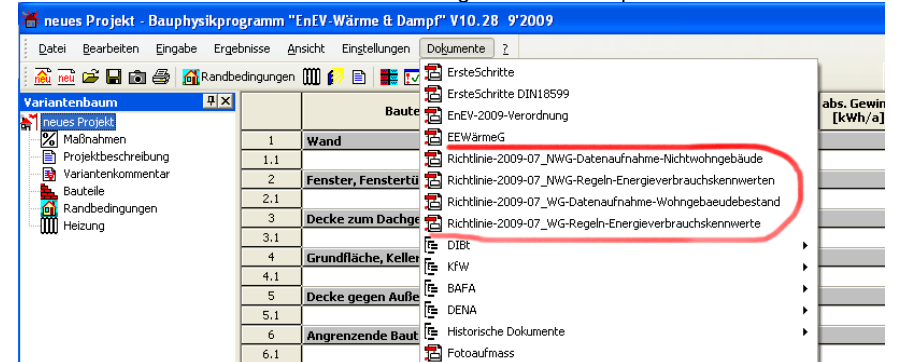 neues Projekt - Bauphysikprogramm "EnEV-Wärme & Dampf" V10.28 9'2009
Datei Bearbeiten Eingabe Ergebnisse Ansicht Einstellungen Dokumente ?
neu neu Randbedingungen
Variantenbaum
neues Projekt
Maßnahmen
Projektbeschreibung
Variantenkommentar
Bauteile
Randbedingungen
Heizung
Baute
abs. Gewin
[kWh/a]
1 Wand
1.1
2 Fenster, Fenstertü
2.1
3 Decke zum Dachge
3.1
4 Grundfläche, Keller
4.1
5 Decke gegen Auße
5.1
6 Angrenzende Baut
6.1
ErsteSchritte
ErsteSchritte DIN18599
EnEV-2009-Verordnung
EEWärmeG
Richtlinie-2009-07_NWG-Datenaufnahme-Nichtwohngebäude
Richtlinie-2009-07_NWG-Regeln-Energieverbrauchskennwerten
Richtlinie-2009-07_WG-Datenaufnahme-Wohngebaeudebestand
Richtlinie-2009-07_WG-Regeln-Energieverbrauchskennwerte
DIBt
KfW
BAFA
DENA
Historische Dokumente
Fotoaufmass